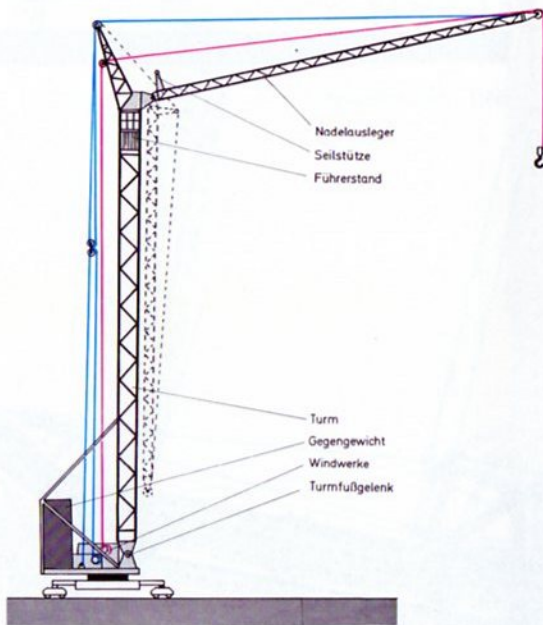 Nadelausleger
Seilstütze
Führerstand
Turm
Gegengewicht
Windwerke
Turmfußgelenk